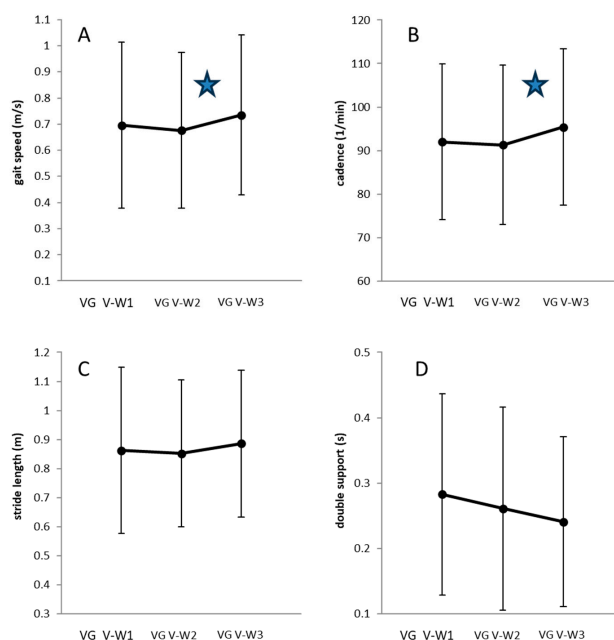 A
gait speed (m/s)
1.1
1
0.9
0.8
0.7
0.6
0.5
0.4
0.3
0.2
0.1
VG V-W1 VG V-W2 VG V-W3
B
cadence (1/min)
120
110
100
90
80
70
60
VG V-W1 VG V-W2 VG V-W3
C
stride length (m)
1.2
1.1
1
0.9
0.8
0.7
0.6
0.5
0.4
0.3
VG V-W1 VG V-W2 VG V-W3
D
double support (s)
0.5
0.4
0.3
0.2
0.1
VG V-W1 VG V-W2 VG V-W3